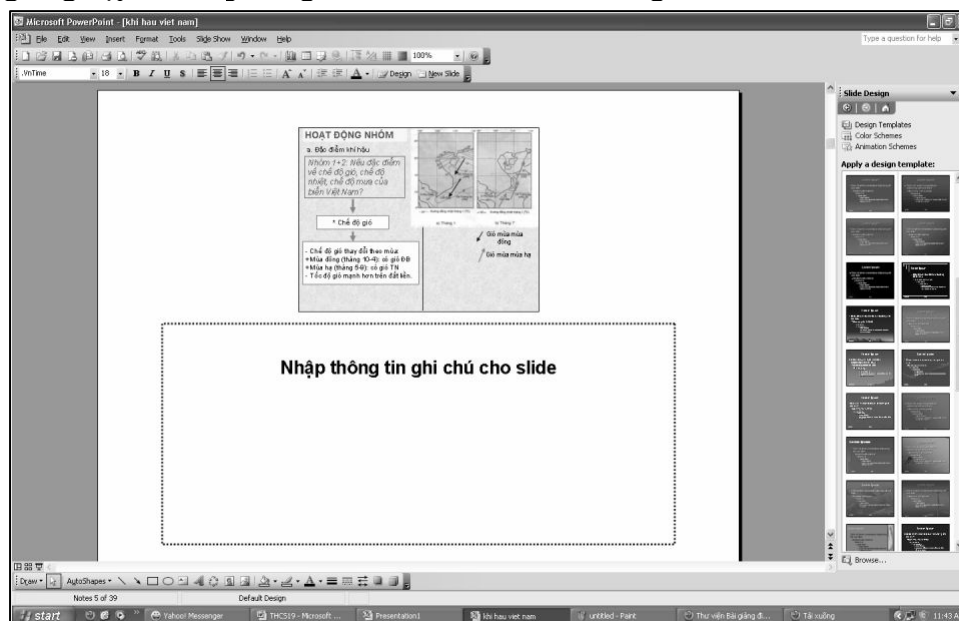 Microsoft PowerPoint - [khi hau viet nam]
File Edit View Insert Format Tools Slide Show Window Help
Type a question for help
100%
.VnTime 18 B I U S Design New Slide
Slide Design
Design Templates
Color Schemes
Animation Schemes
Apply a design template:
HOẠT ĐỘNG NHÓM
a. Đặc điểm khí hậu
Nhóm 1+2: Nêu đặc điểm
về chế độ gió, chế độ
nhiệt, chế độ mưa của
biển Việt Nam?
* Chế độ gió
- Chế độ gió thay đổi theo mùa
+Mùa đông (tháng 10-4): có gió ĐB
+Mùa hạ (tháng 5-9): có gió TN
- Tốc độ gió mạnh hơn trên đất liền.
Gió mùa mùa
đông
Gió mùa mùa hạ
Nhập thông tin ghi chú cho slide
Browse...
Draw AutoShapes
Notes 5 of 39 Default Design
start Yahoo! Messenger THCS19 - Microsoft ... Presentation1 khi hau viet nam untitled - Paint Thư viện Bài giảng đi... Tải xuống 11:43 A